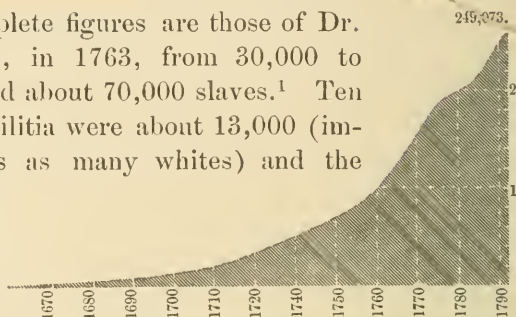 plete figures are those of Dr.
, in 1763, from 30,000 to
d about 70,000 slaves.¹ Ten
ilitia were about 13,000 (im-
s as many whites) and the
249,073.
2
1
1670 1680 1690 1700 1710 1720 1740 1750 1760 1770 1780 1790